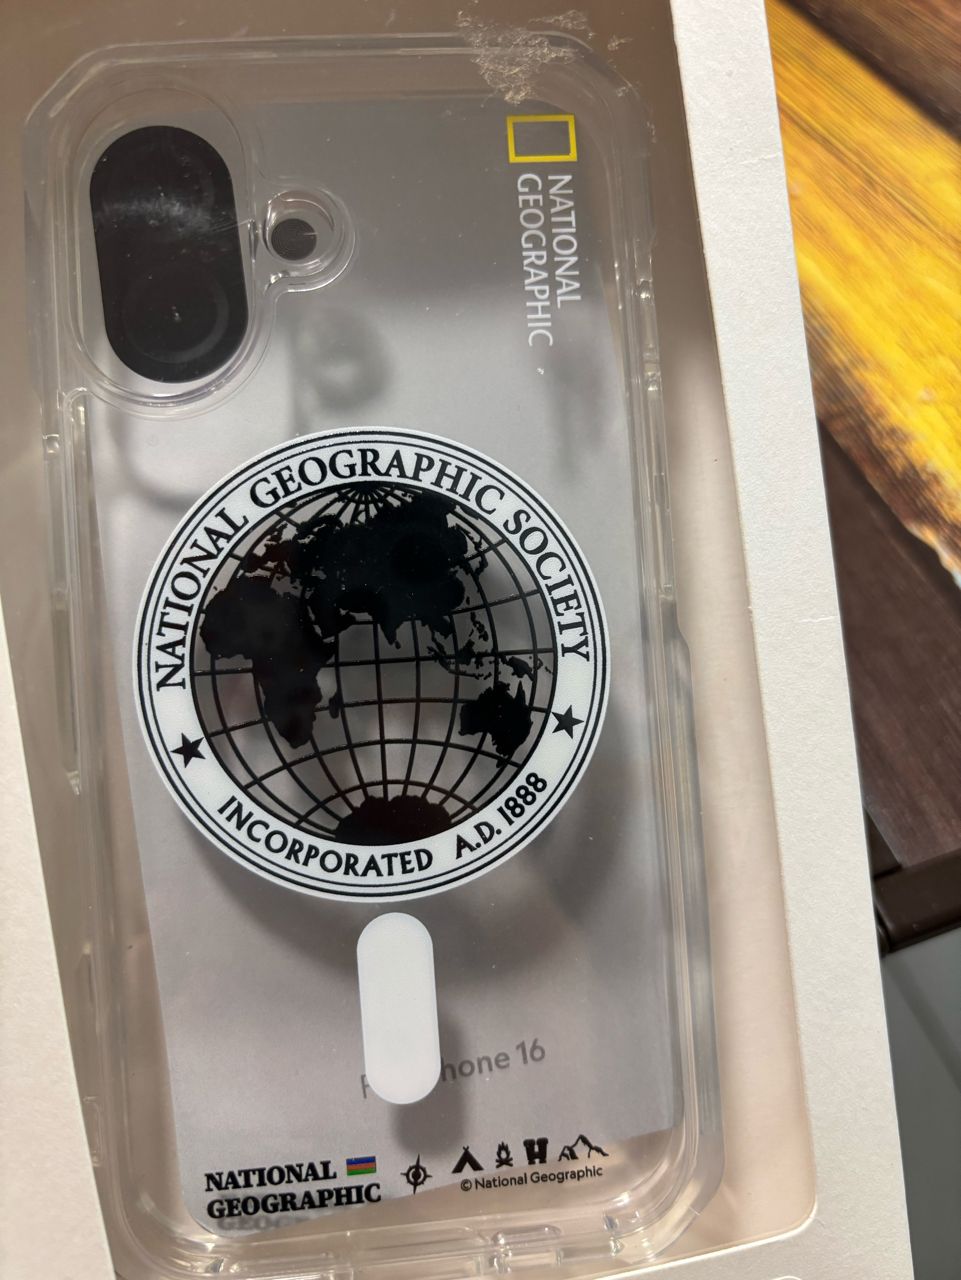 NATIONAL
GEOGRAPHIC
NATIONAL GEOGRAPHIC SOCIETY
INCORPORATED A.D. 1888
hone 16
NATIONAL
GEOGRAPHIC
© National Geographic